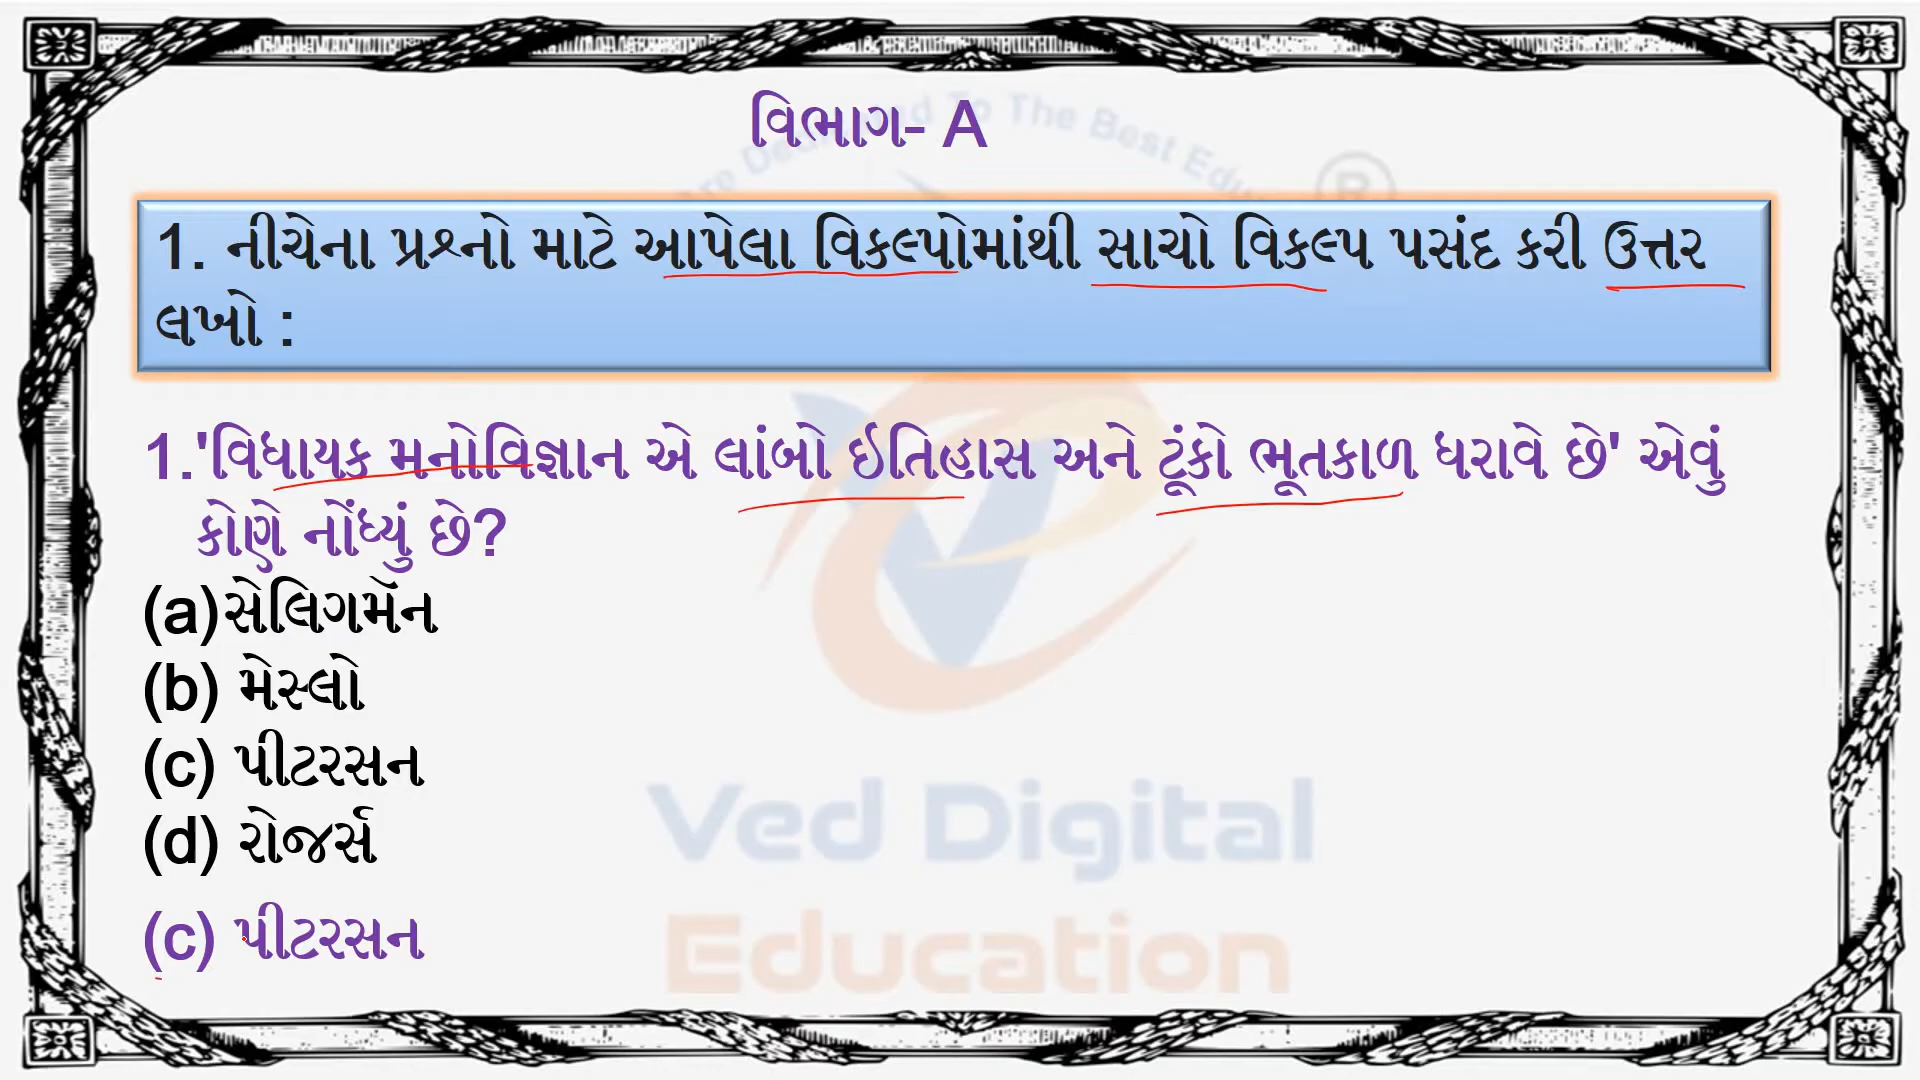 વિભાગ- A
1. નીચેના પ્રશ્નો માટે આપેલા વિકલ્પોમાંથી સાચો વિકલ્પ પસંદ કરી ઉત્તર
લખો :
1.'વિધાયક મનોવિજ્ઞાન એ લાંબો ઈતિહાસ અને ટૂંકો ભૂતકાળ ધરાવે છે' એવું
કોણે નોંધ્યું છે?
(a)સેલિગમૅન
(b) મેસ્લો
(c) પીટરસન
(d) રોજર્સ
(c) પીટરસન
Ved Digital
Education